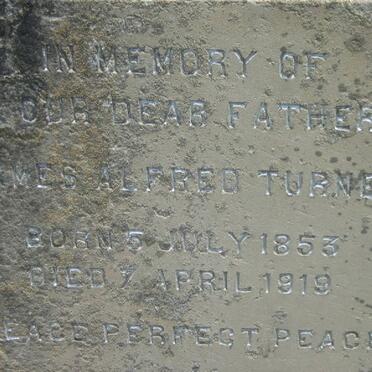 IN MEMORY OF
OUR DEAR FATHER
MES ALFRED TURNE
BORN 5 JULY 1853
DIED 7 APRIL 1919
EACE PERFECT PEACE